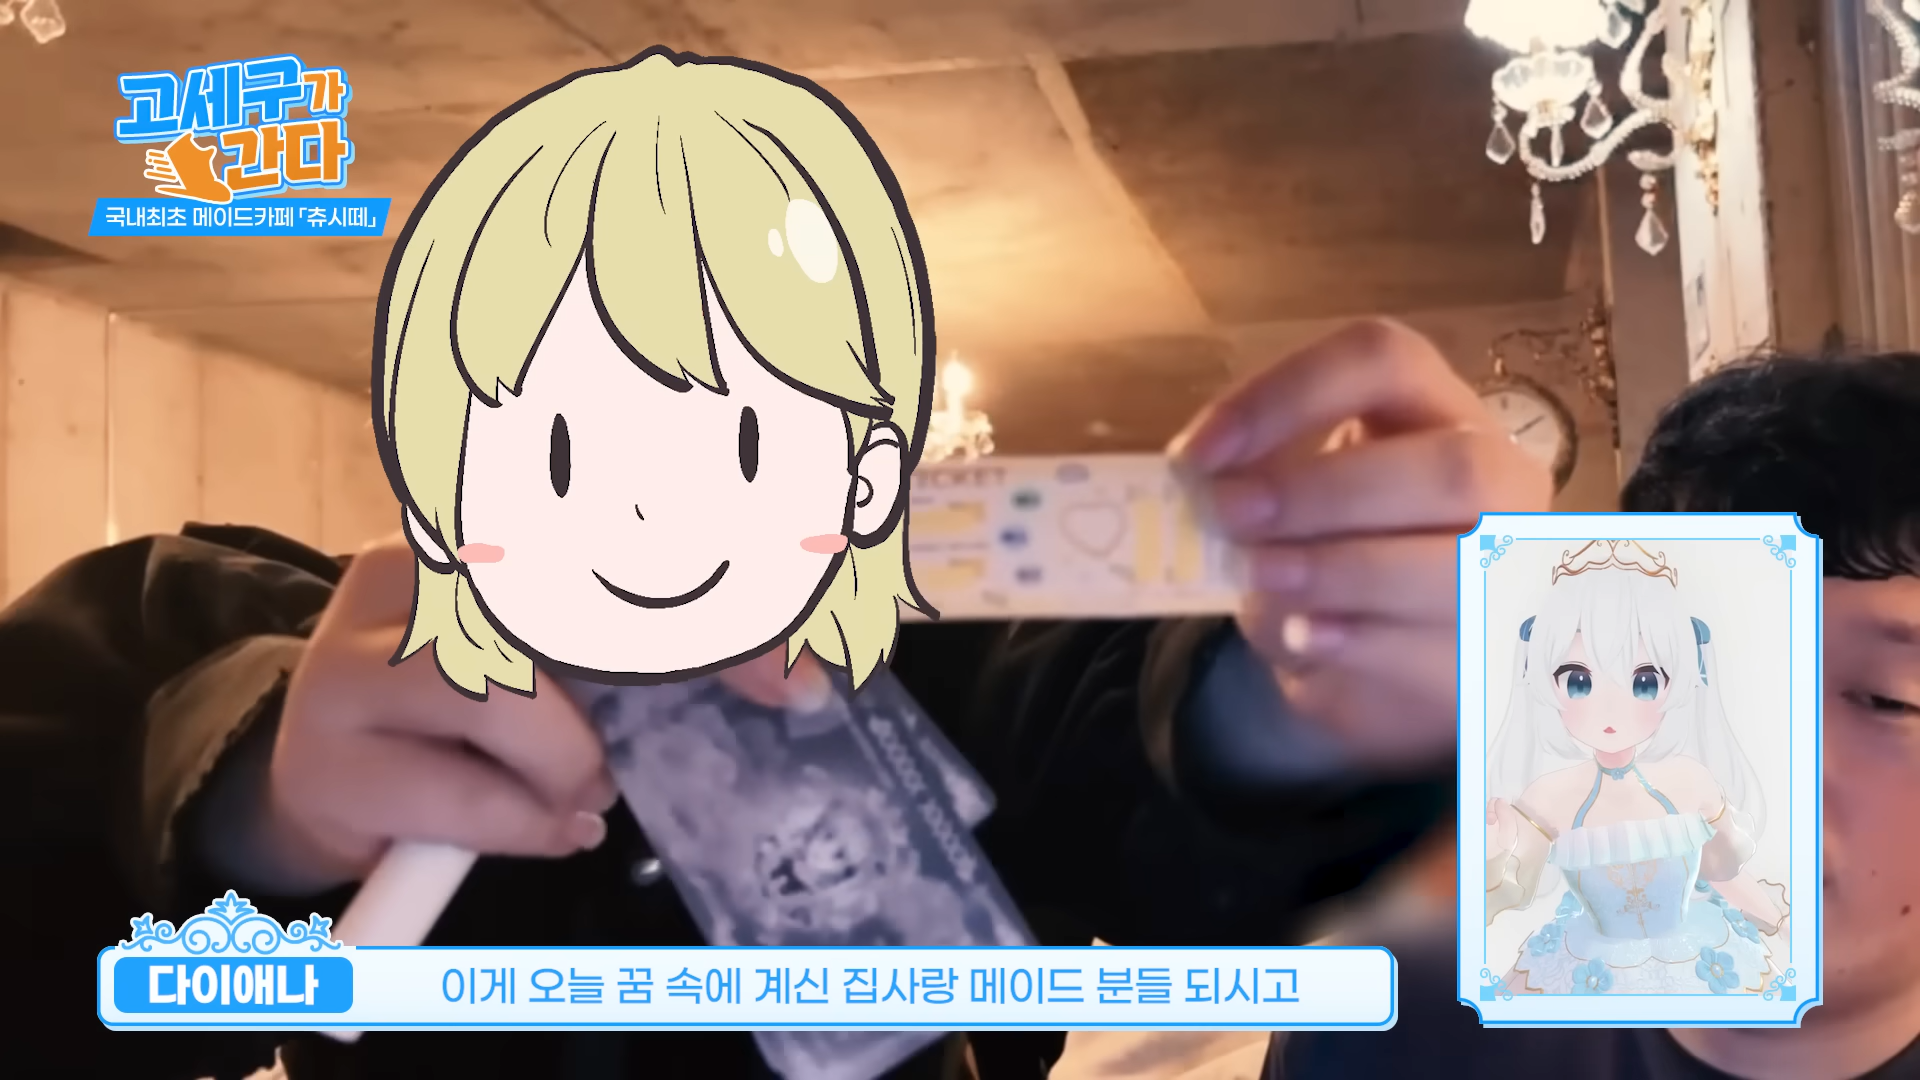 고세구가
간다
국내최초 메이드카페 「츄시떼」
TICKET
다이애나
이게 오늘 꿈 속에 계신 집사랑 메이드 분들 되시고